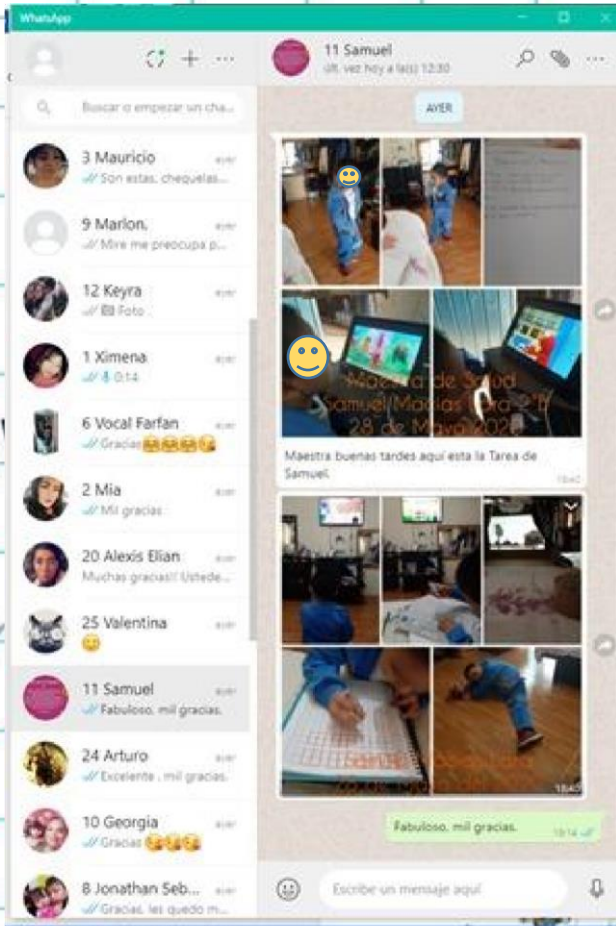 WhatsApp
Buscar o empezar un cha...
3 Mauricio
ayer
Son estas, chequelas...
9 Marlon,
ayer
Mire me preocupa p...
12 Keyra
ayer
Foto
1 Ximena
ayer
0:14
6 Vocal Farfan
ayer
Gracias
2 Mia
ayer
Mil gracias
20 Alexis Elian
ayer
Muchas gracias!! Ustede...
25 Valentina
ayer
11 Samuel
ayer
Fabuloso, mil gracias.
24 Arturo
ayer
Excelente , mil gracias.
10 Georgia
ayer
Gracias
8 Jonathan Seb...
ayer
Gracias, les quedo m...
11 Samuel
últ. vez hoy a la(s) 12:30
AYER
Maestra de Salud
Samuel Macias Lara 2°B
28 de Mayo 2020
Maestra buenas tardes aquí esta la Tarea de
Samuel.
18:40
18:40
Fabuloso, mil gracias.
19:14
Escribe un mensaje aquí